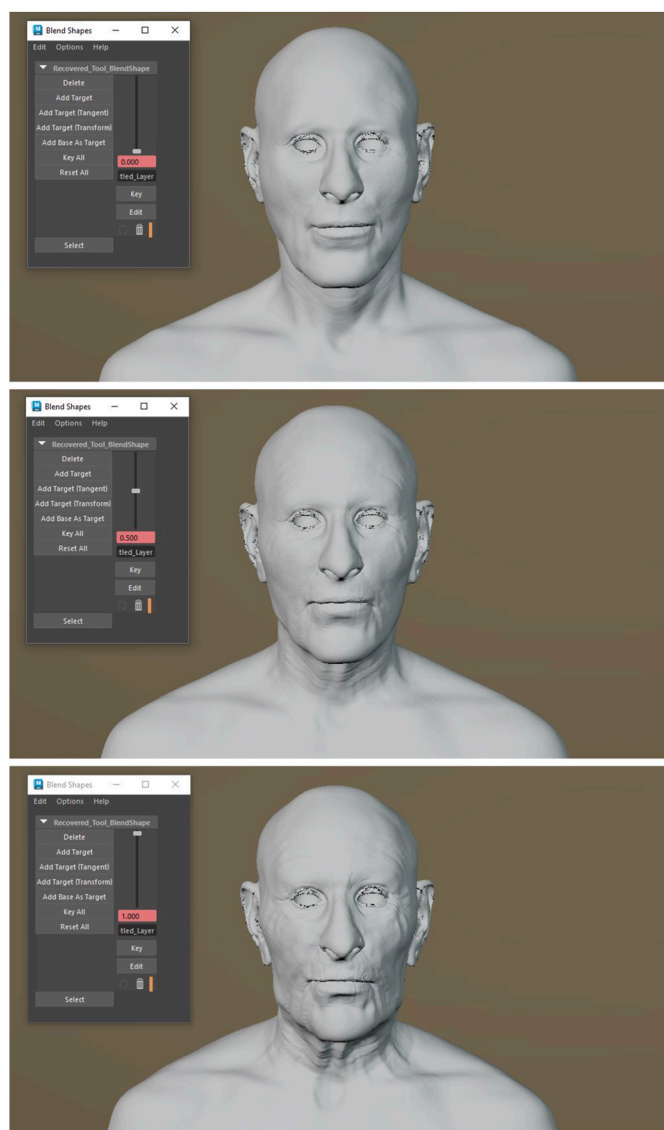 Blend Shapes
Edit Options Help
Recovered_Tool_BlendShape
Delete
Add Target
Add Target (Tangent)
Add Target (Transform)
Add Base As Target
Key All
Reset All
0.000
tled_Layer
Key
Edit
Select
Blend Shapes
Edit Options Help
Recovered_Tool_BlendShape
Delete
Add Target
Add Target (Tangent)
Add Target (Transform)
Add Base As Target
Key All
Reset All
0.500
tled_Layer
Key
Edit
Select
Blend Shapes
Edit Options Help
Recovered_Tool_BlendShape
Delete
Add Target
Add Target (Tangent)
Add Target (Transform)
Add Base As Target
Key All
Reset All
1.000
tled_Layer
Key
Edit
Select